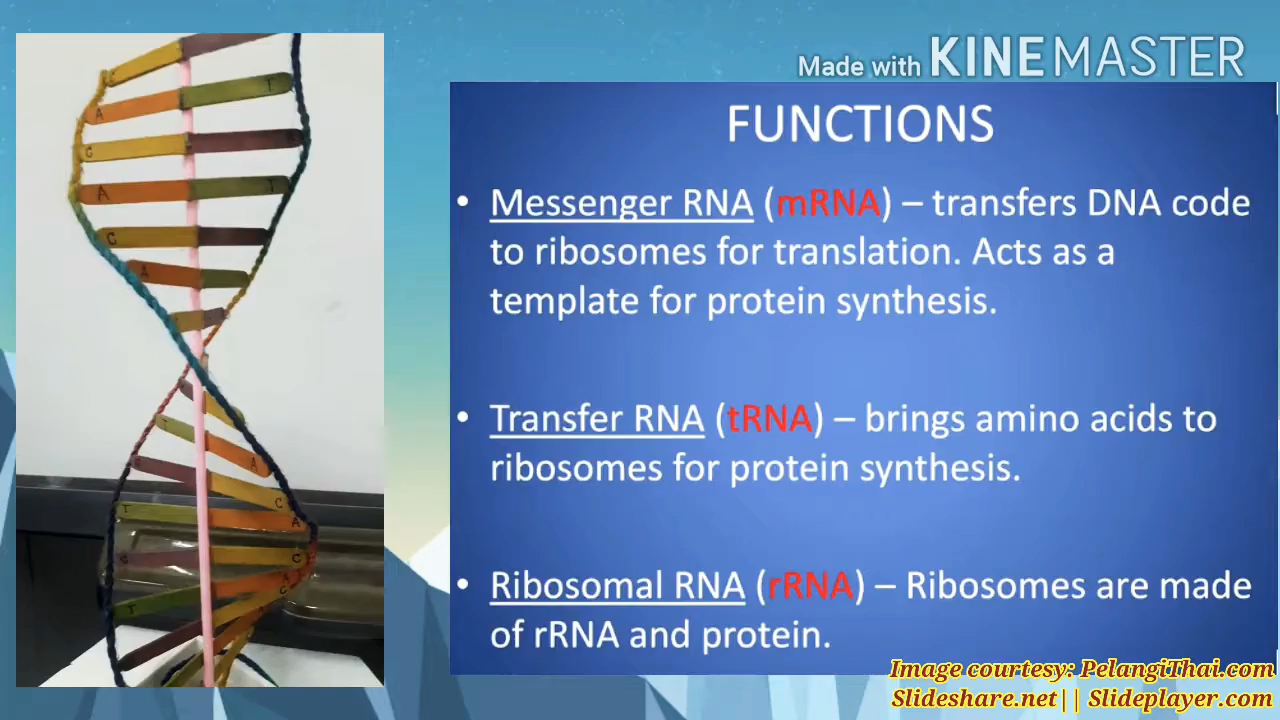 Made with KINEMASTER
FUNCTIONS
• Messenger RNA (mRNA) – transfers DNA code
to ribosomes for translation. Acts as a
template for protein synthesis.
• Transfer RNA (tRNA) – brings amino acids to
ribosomes for protein synthesis.
• Ribosomal RNA (rRNA) – Ribosomes are made
of rRNA and protein.
Image courtesy: PelangiThai.com
Slideshare.net|| Slideplayer.com
T
A
C
A T
C
A
T
A
C
T A
C
A
C
T